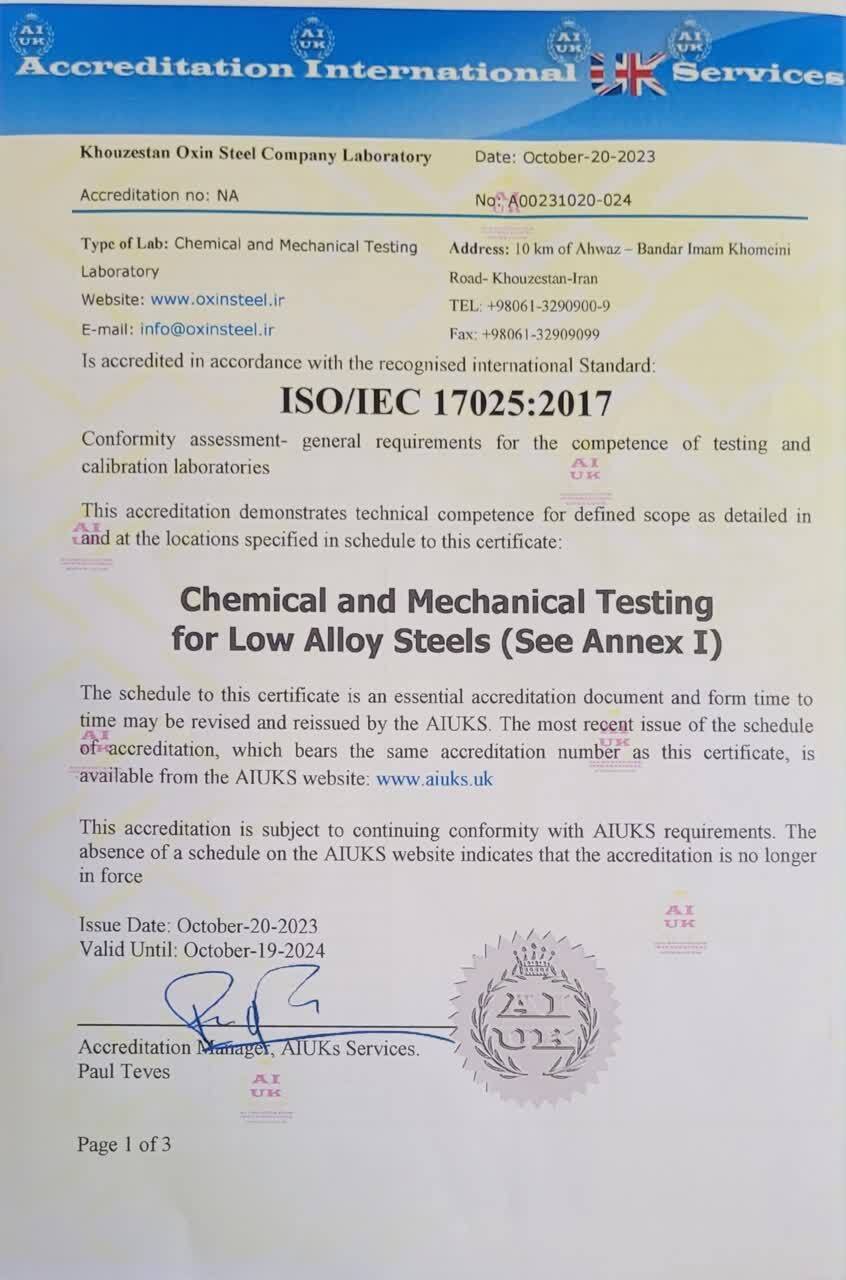 AI UK AI UK AI UK AI UK
Accreditation International Services
Khouzestan Oxin Steel Company Laboratory
Date: October-20-2023
Accreditation no: NA
No: A00231020-024
Type of Lab: Chemical and Mechanical Testing
Laboratory
Website: www.oxinsteel.ir
E-mail: info@oxinsteel.ir
Address: 10 km of Ahwaz – Bandar Imam Khomeini
Road- Khouzestan-Iran
TEL: +98061-3290900-9
Fax: +98061-32909099
Is accredited in accordance with the recognised international Standard:
ISO/IEC 17025:2017
Conformity assessment- general requirements for the competence of testing and
calibration laboratories
This accreditation demonstrates technical competence for defined scope as detailed in
and at the locations specified in schedule to this certificate:
Chemical and Mechanical Testing
for Low Alloy Steels (See Annex I)
The schedule to this certificate is an essential accreditation document and form time to
time may be revised and reissued by the AIUKS. The most recent issue of the schedule
of accreditation, which bears the same accreditation number as this certificate, is
available from the AIUKS website: www.aiuks.uk
This accreditation is subject to continuing conformity with AIUKS requirements. The
absence of a schedule on the AIUKS website indicates that the accreditation is no longer
in force
Issue Date: October-20-2023
Valid Until: October-19-2024
Accreditation Manager, AIUKs Services.
Paul Teves
AI
UK
Page 1 of 3